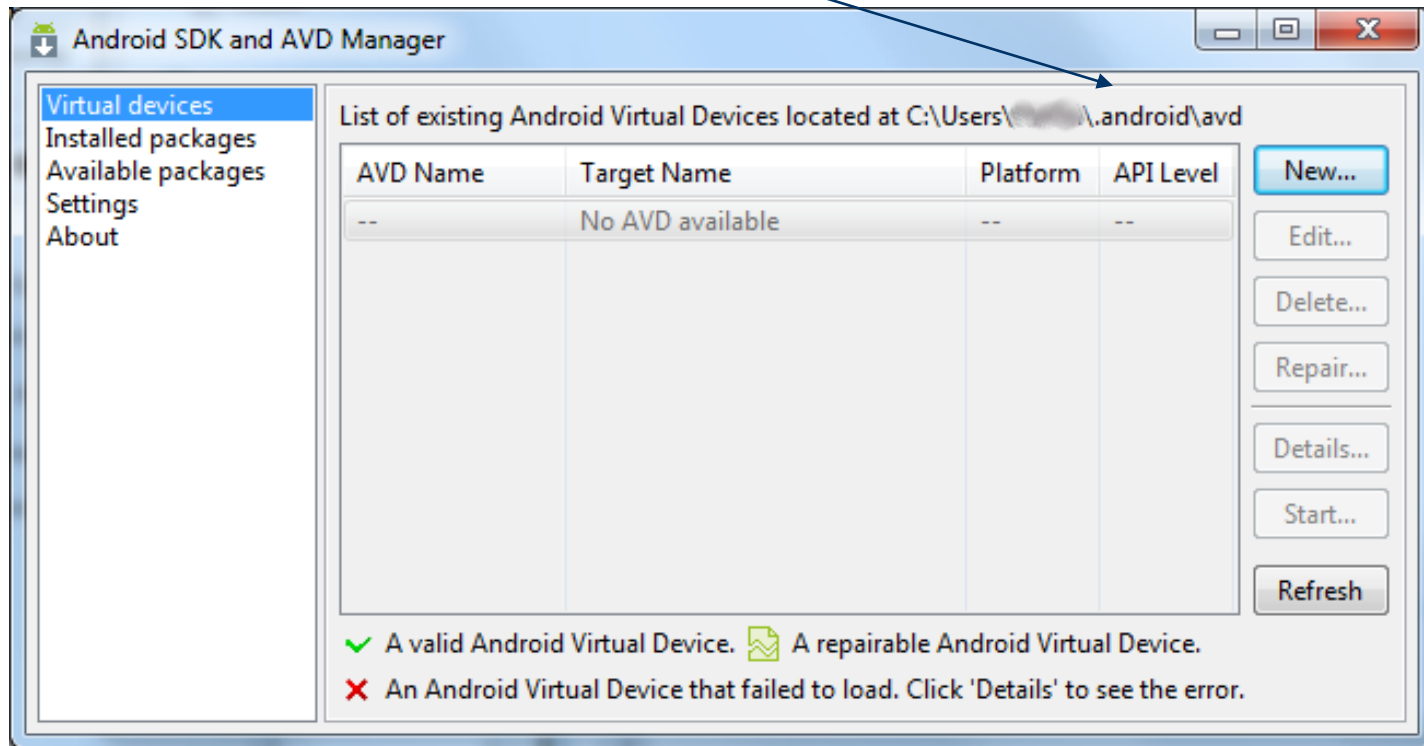 Android SDK and AVD Manager
Virtual devices
Installed packages
Available packages
Settings
About
List of existing Android Virtual Devices located at C:\Users\ \.android\avd
AVD Name Target Name Platform API Level
-- No AVD available -- --
New...
Edit...
Delete...
Repair...
Details...
Start...
Refresh
A valid Android Virtual Device. A repairable Android Virtual Device.
An Android Virtual Device that failed to load. Click 'Details' to see the error.